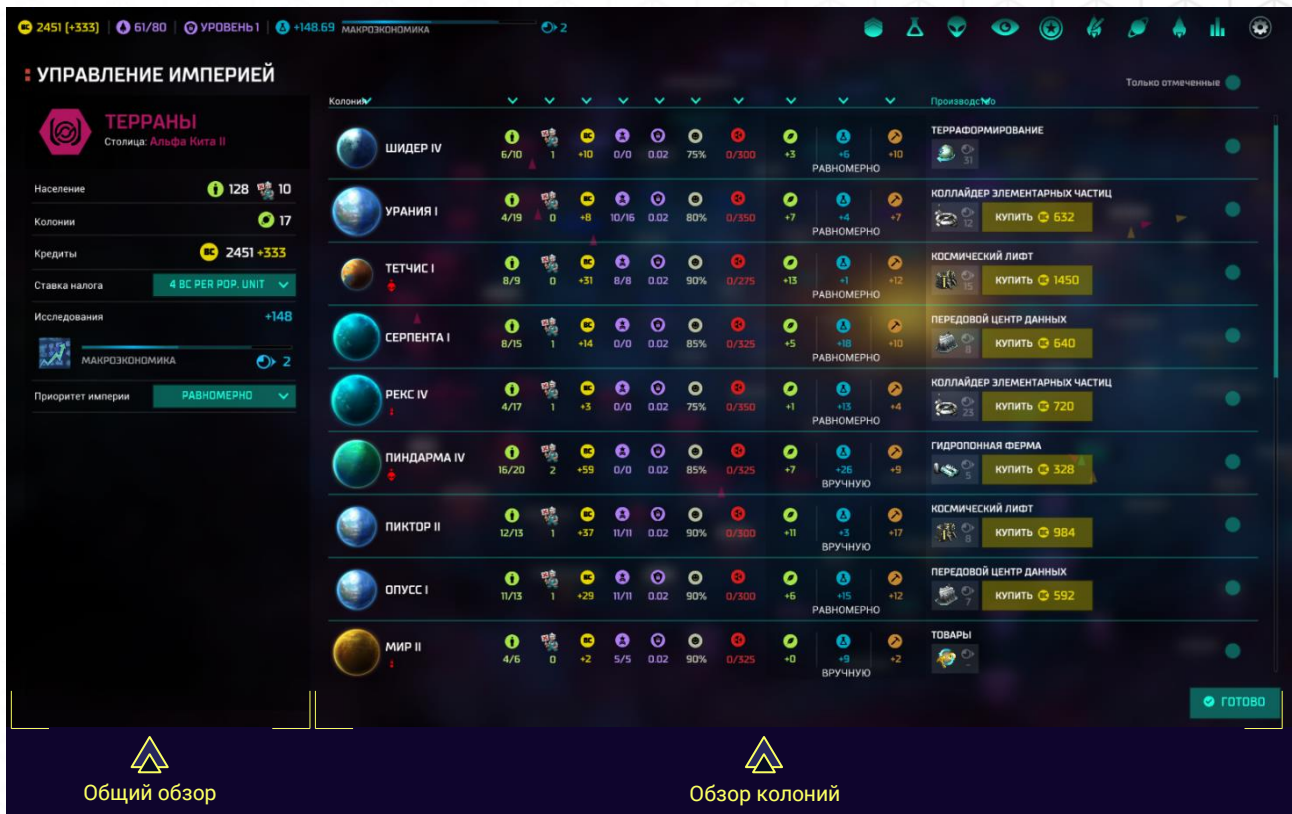 2451 (+333) 61/80 УРОВЕНЬ 1 +148.69 МАКРОЭКОНОМИКА 2
УПРАВЛЕНИЕ ИМПЕРИЕЙ
ТЕРРАНЫ
Столица: Альфа Кита II
Население 128 10
Колонии 17
Кредиты BC 2451 +333
Ставка налога 4 BC PER POP. UNIT
Исследования +148
МАКРОЭКОНОМИКА 2
Приоритет империи РАВНОМЕРНО
Только отмеченные
Колонии Производство
ШИДЕР IV
6/10 1 +10 0/0 0.02 75% 0/300 +3 +6 +10
РАВНОМЕРНО
ТЕРРАФОРМИРОВАНИЕ
31
УРАНИЯ I
4/19 0 +8 10/16 0.02 80% 0/350 +7 +4 +7
РАВНОМЕРНО
КОЛЛАЙДЕР ЭЛЕМЕНТАРНЫХ ЧАСТИЦ
12 КУПИТЬ 632
ТЕТЧИС I
8/9 0 +31 8/8 0.02 90% 0/275 +13 +1 +12
РАВНОМЕРНО
КОСМИЧЕСКИЙ ЛИФТ
15 КУПИТЬ 1450
СЕРПЕНТА I
8/15 1 +14 0/0 0.02 85% 0/325 +5 +18 +10
РАВНОМЕРНО
ПЕРЕДОВОЙ ЦЕНТР ДАННЫХ
8 КУПИТЬ 640
РЕКС IV
4/17 1 +3 0/0 0.02 75% 0/350 +1 +13 +4
РАВНОМЕРНО
КОЛЛАЙДЕР ЭЛЕМЕНТАРНЫХ ЧАСТИЦ
23 КУПИТЬ 720
ПИНДАРМА IV
16/20 2 +59 0/0 0.02 85% 0/325 +7 +26 +9
ВРУЧНУЮ
ГИДРОПОННАЯ ФЕРМА
5 КУПИТЬ 328
ПИКТОР II
12/13 1 +37 11/11 0.02 90% 0/300 +11 +3 +17
ВРУЧНУЮ
КОСМИЧЕСКИЙ ЛИФТ
8 КУПИТЬ 984
ОПУСС I
11/13 1 +29 11/11 0.02 90% 0/300 +6 +15 +12
РАВНОМЕРНО
ПЕРЕДОВОЙ ЦЕНТР ДАННЫХ
7 КУПИТЬ 592
МИР II
4/6 0 +2 5/5 0.02 90% 0/325 +0 +9 +2
ВРУЧНУЮ
ТОВАРЫ
ГОТОВО
Общий обзор
Обзор колоний